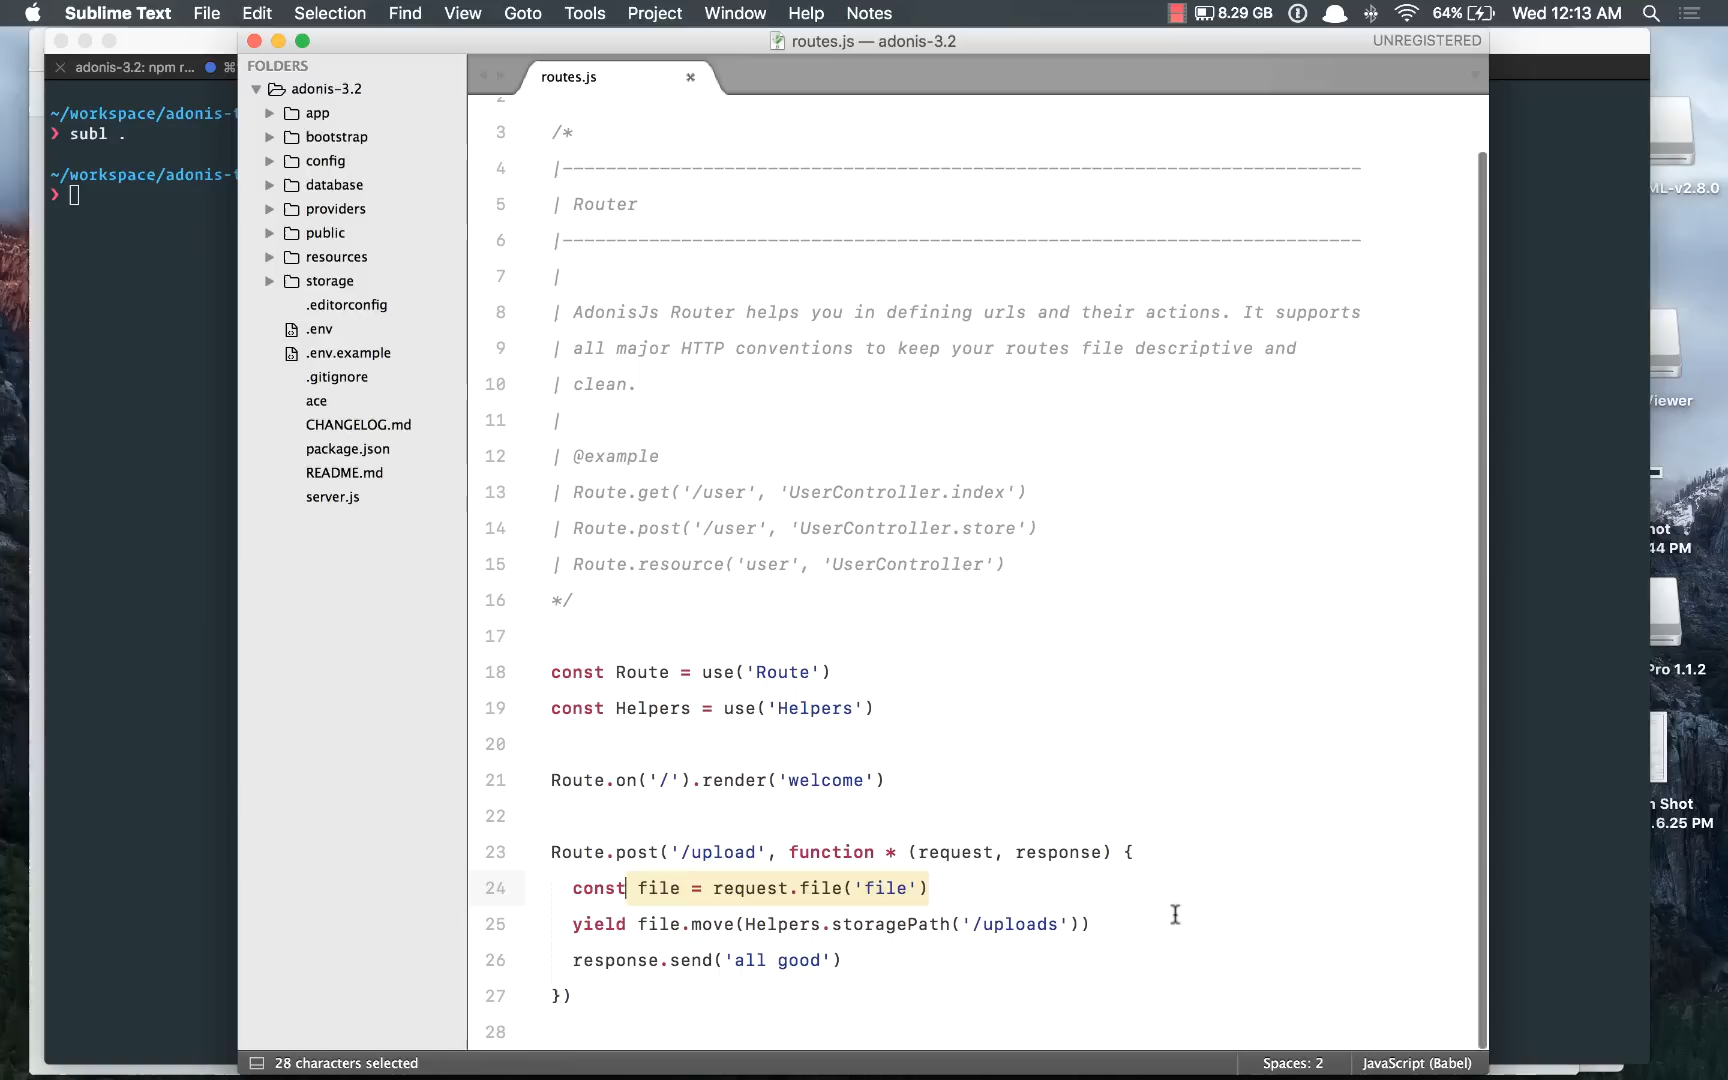 Sublime Text File Edit Selection Find View Goto Tools Project Window Help Notes 8.29 GB 64% Wed 12:13 AM
routes.js — adonis-3.2 UNREGISTERED
adonis-3.2: npm r... ⌘
~/workspace/adonis-t
❯ subl .
~/workspace/adonis-t
❯
FOLDERS
adonis-3.2
app
bootstrap
config
database
providers
public
resources
storage
.editorconfig
.env
.env.example
.gitignore
ace
CHANGELOG.md
package.json
README.md
server.js
routes.js
2
3 /*
4 |--------------------------------------------------------------------------
5 | Router
6 |--------------------------------------------------------------------------
7 |
8 | AdonisJs Router helps you in defining urls and their actions. It supports
9 | all major HTTP conventions to keep your routes file descriptive and
10 | clean.
11 |
12 | @example
13 | Route.get('/user', 'UserController.index')
14 | Route.post('/user', 'UserController.store')
15 | Route.resource('user', 'UserController')
16 */
17
18 const Route = use('Route')
19 const Helpers = use('Helpers')
20
21 Route.on('/').render('welcome')
22
23 Route.post('/upload', function * (request, response) {
24 const file = request.file('file')
25 yield file.move(Helpers.storagePath('/uploads'))
26 response.send('all good')
27 })
28
28 characters selected Spaces: 2 JavaScript (Babel)
ML-v2.8.0
iewer
hot
44 PM
Pro 1.1.2
n Shot
.6.25 PM